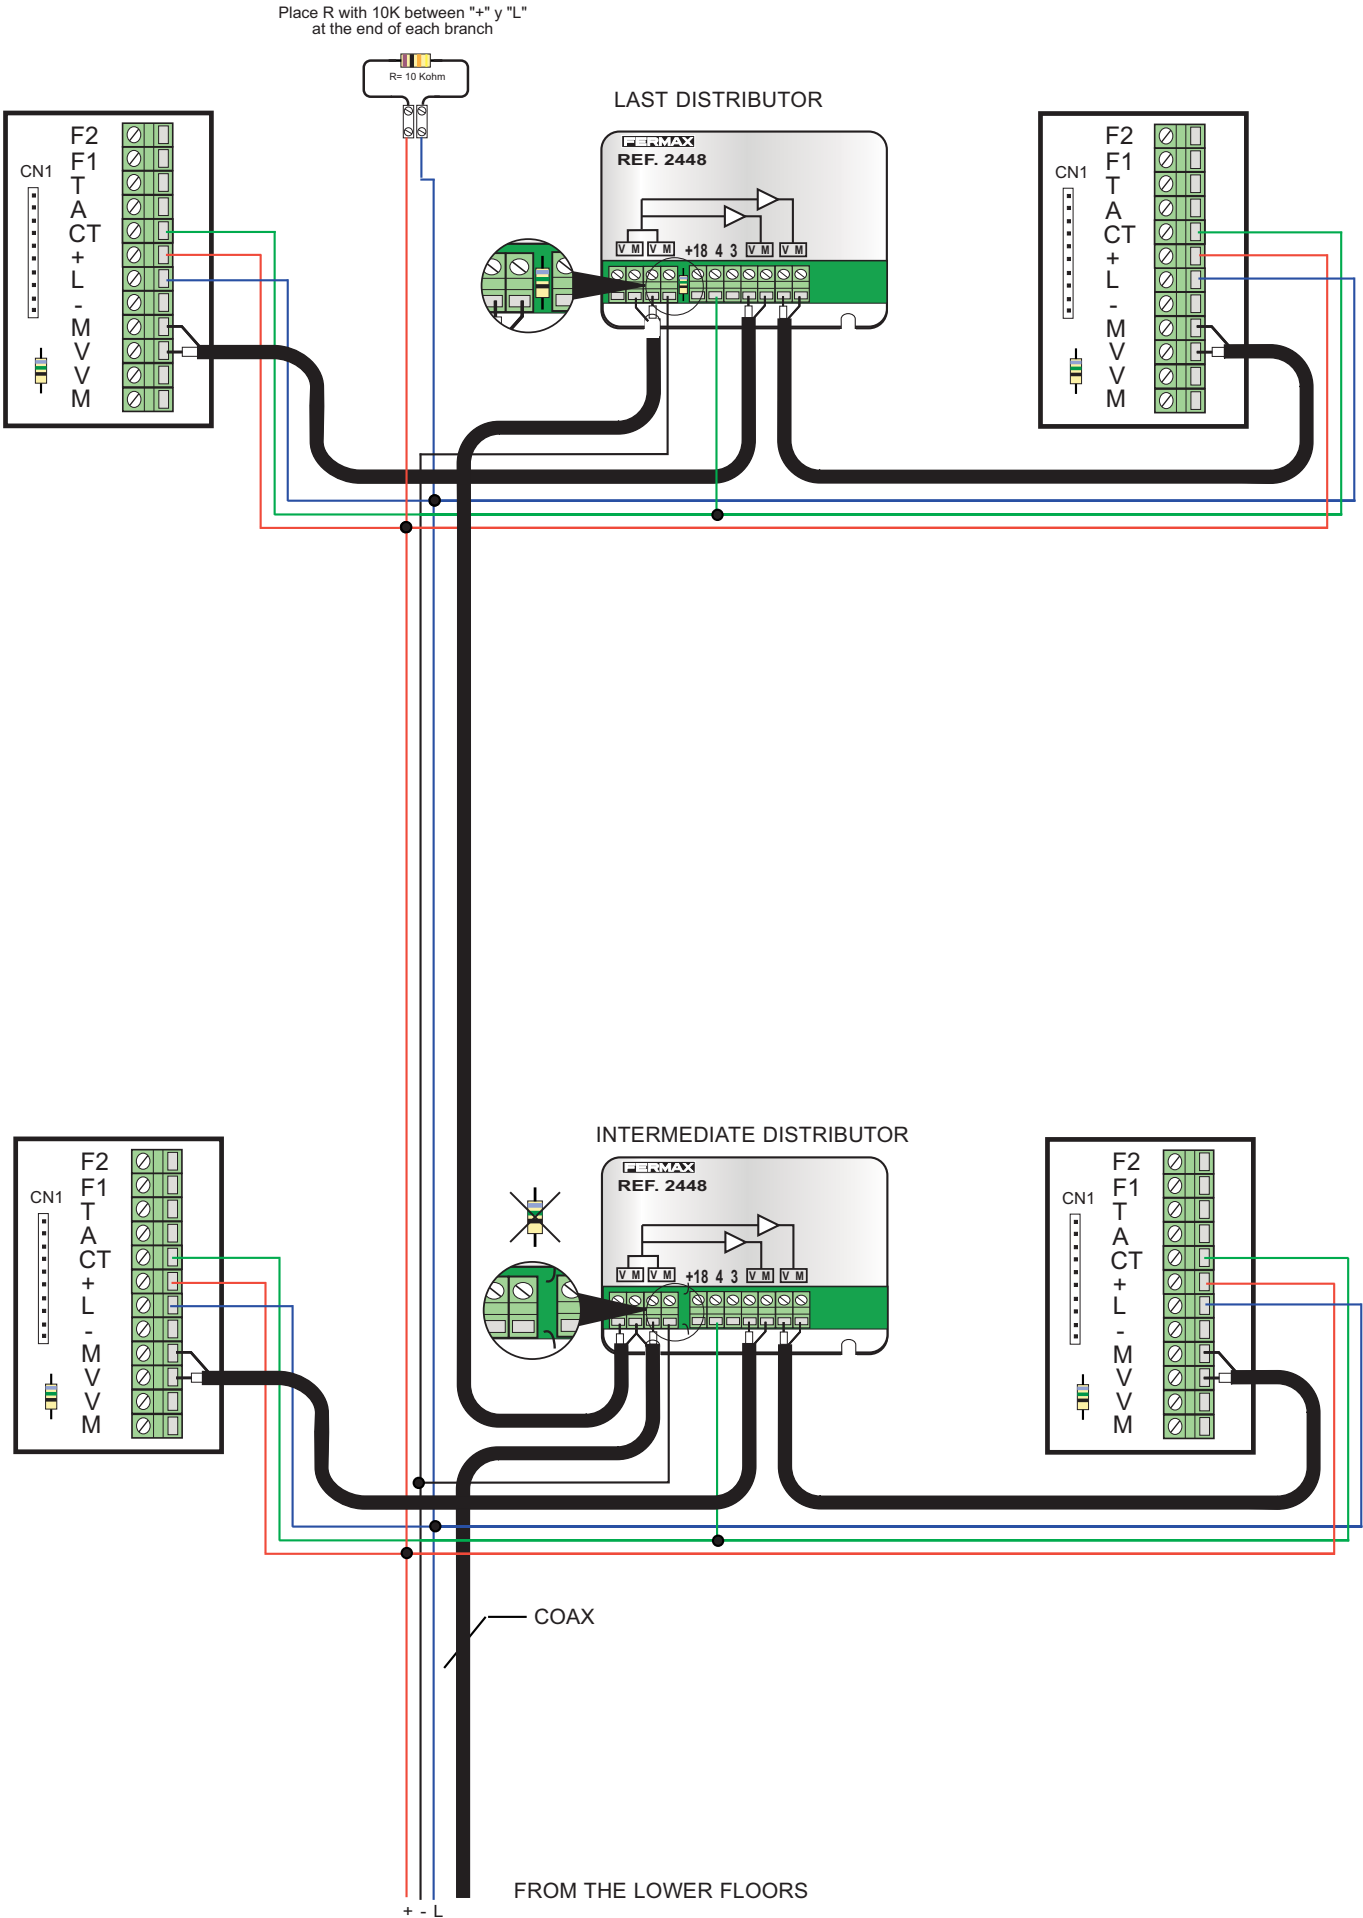 Place R with 10K between "+" y "L"
at the end of each branch
R= 10 Kohm
LAST DISTRIBUTOR
CN1
F2
F1
T
A
CT
+
L
-
M
V
V
M
FERMAX
REF. 2448
V M V M +18 4 3 V M V M
CN1
F2
F1
T
A
CT
+
L
-
M
V
V
M
INTERMEDIATE DISTRIBUTOR
CN1
F2
F1
T
A
CT
+
L
-
M
V
V
M
FERMAX
REF. 2448
V M V M +18 4 3 V M V M
CN1
F2
F1
T
A
CT
+
L
-
M
V
V
M
COAX
FROM THE LOWER FLOORS
+ - L